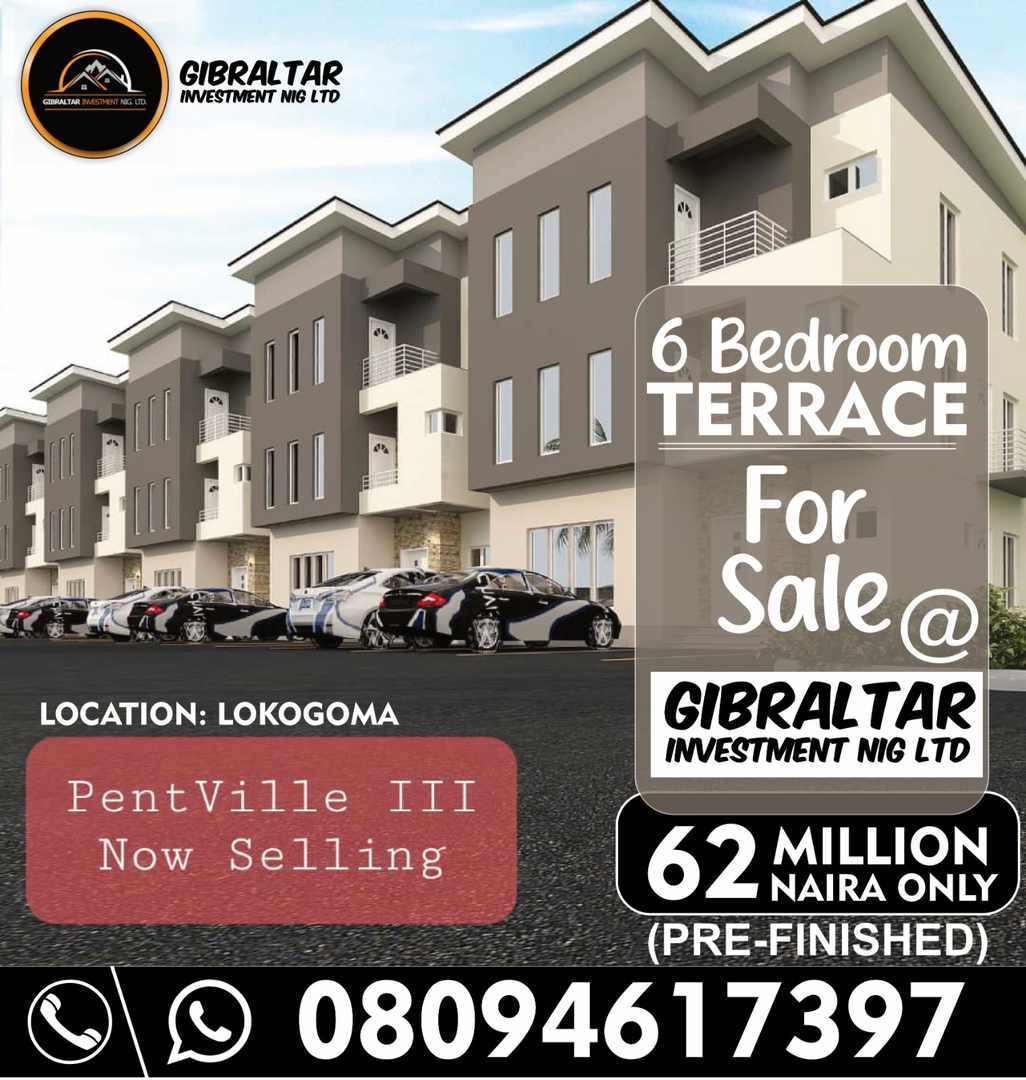 GIBRALTAR INVESTMENT NIG. LTD.
GIBRALTAR
INVESTMENT NIG LTD
6 Bedroom
TERRACE
For
Sale @
GIBRALTAR
INVESTMENT NIG LTD
LOCATION: LOKOGOMA
PentVille III
Now Selling
62 MILLION
NAIRA ONLY
(PRE-FINISHED)
08094617397